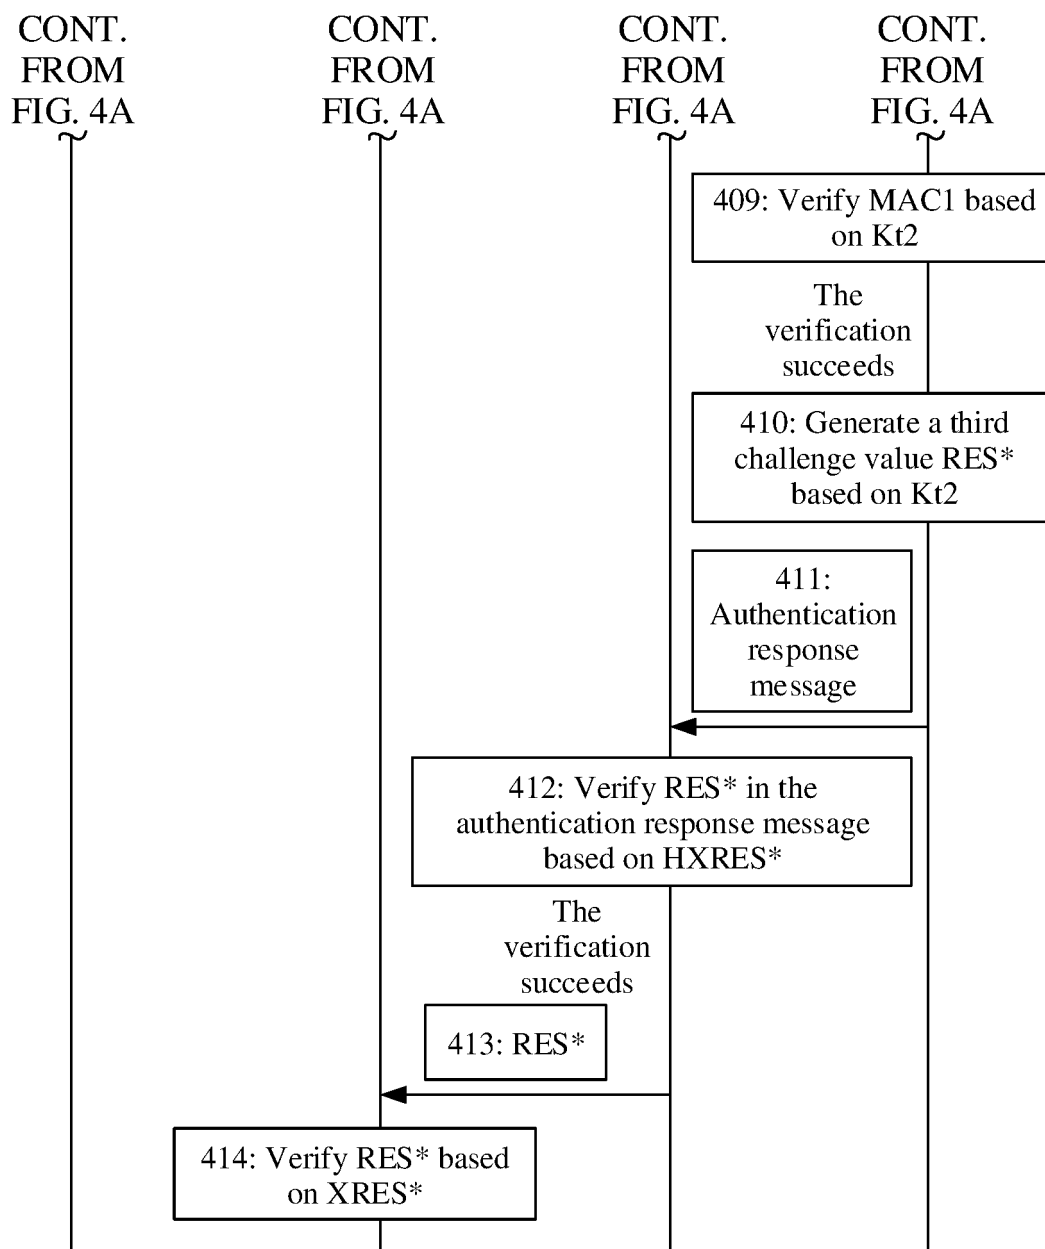 CONT.
FROM
FIG. 4A
CONT.
FROM
FIG. 4A
CONT.
FROM
FIG. 4A
CONT.
FROM
FIG. 4A
409: Verify MAC1 based
on Kt2
The
verification
succeeds
410: Generate a third
challenge value RES*
based on Kt2
411:
Authentication
response
message
412: Verify RES* in the
authentication response message
based on HXRES*
The
verification
succeeds
413: RES*
414: Verify RES* based
on XRES*